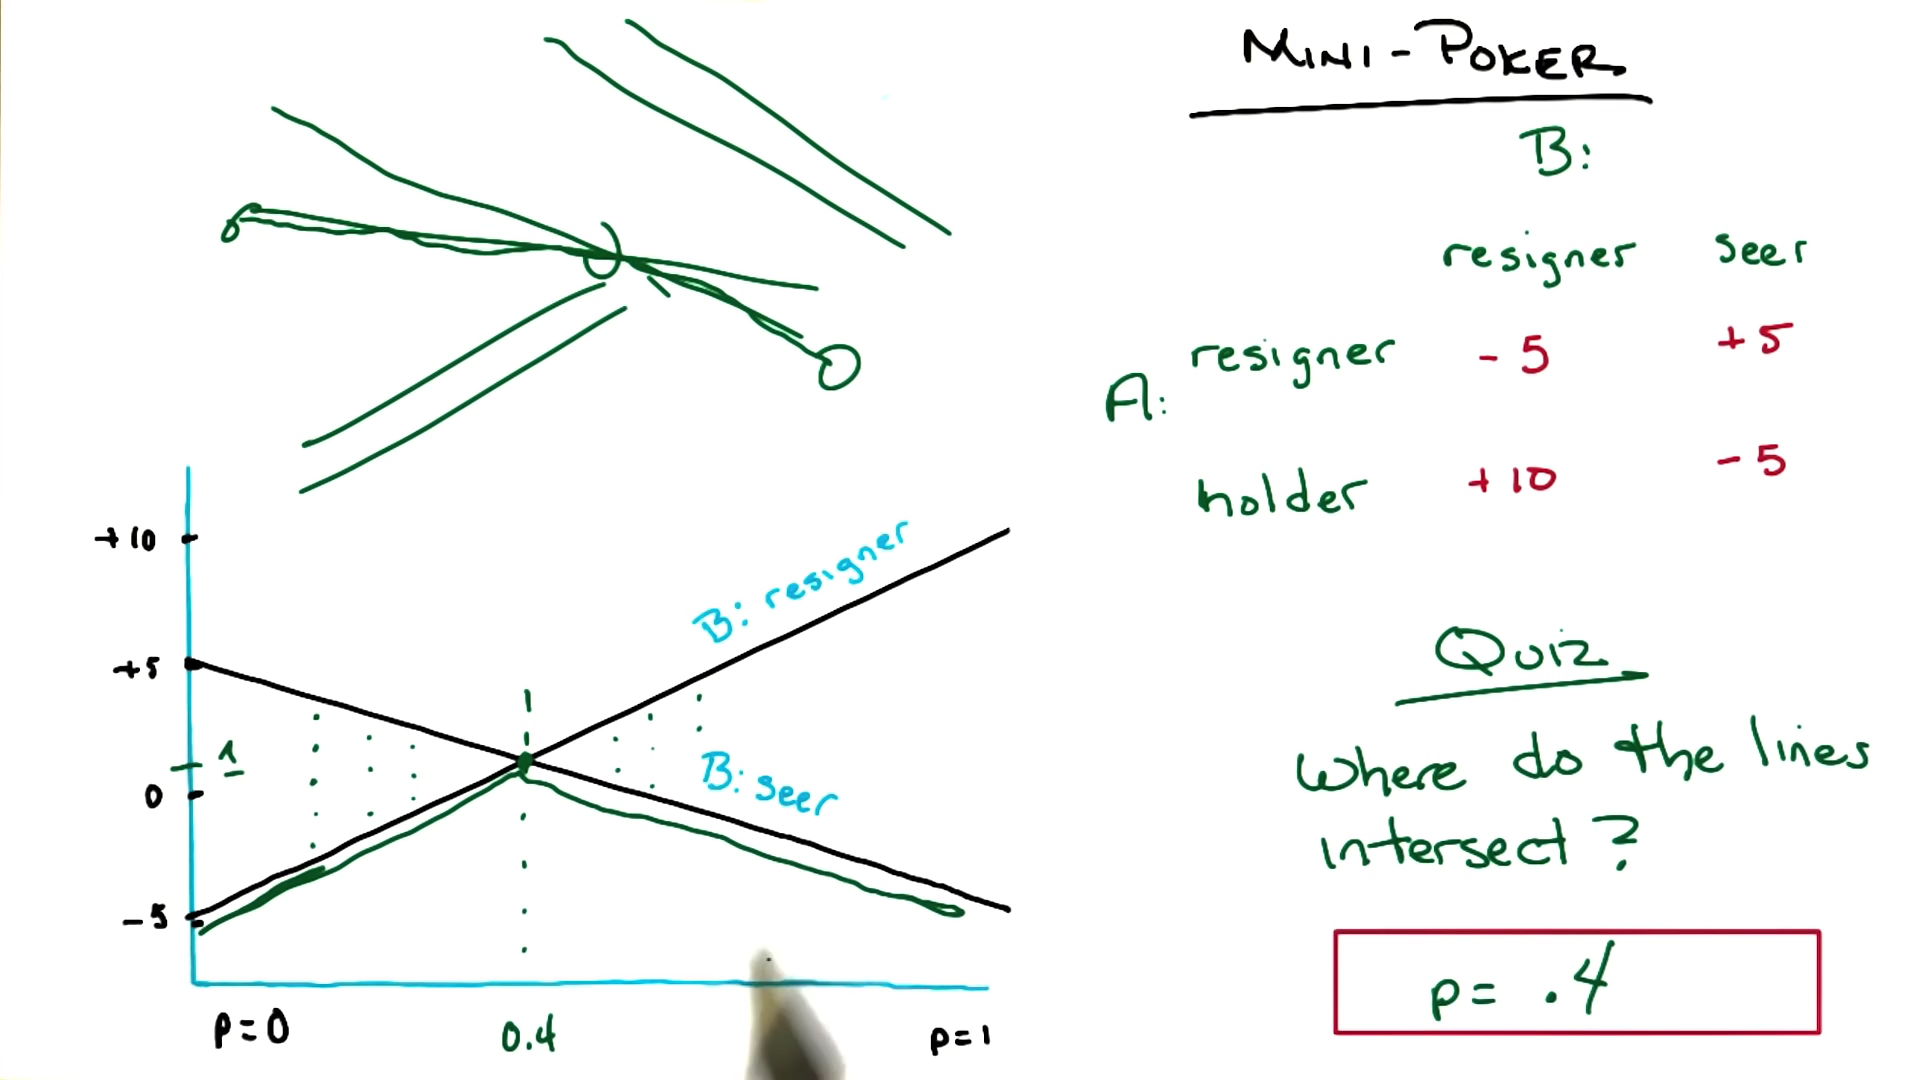 MINI-POKER
B:
resigner seer
A: resigner -5 +5
holder +10 -5
+10
+5
1
0
-5
B: resigner
B: seer
p=0 0.4 p=1
Quiz
Where do the lines
intersect?
p= .4